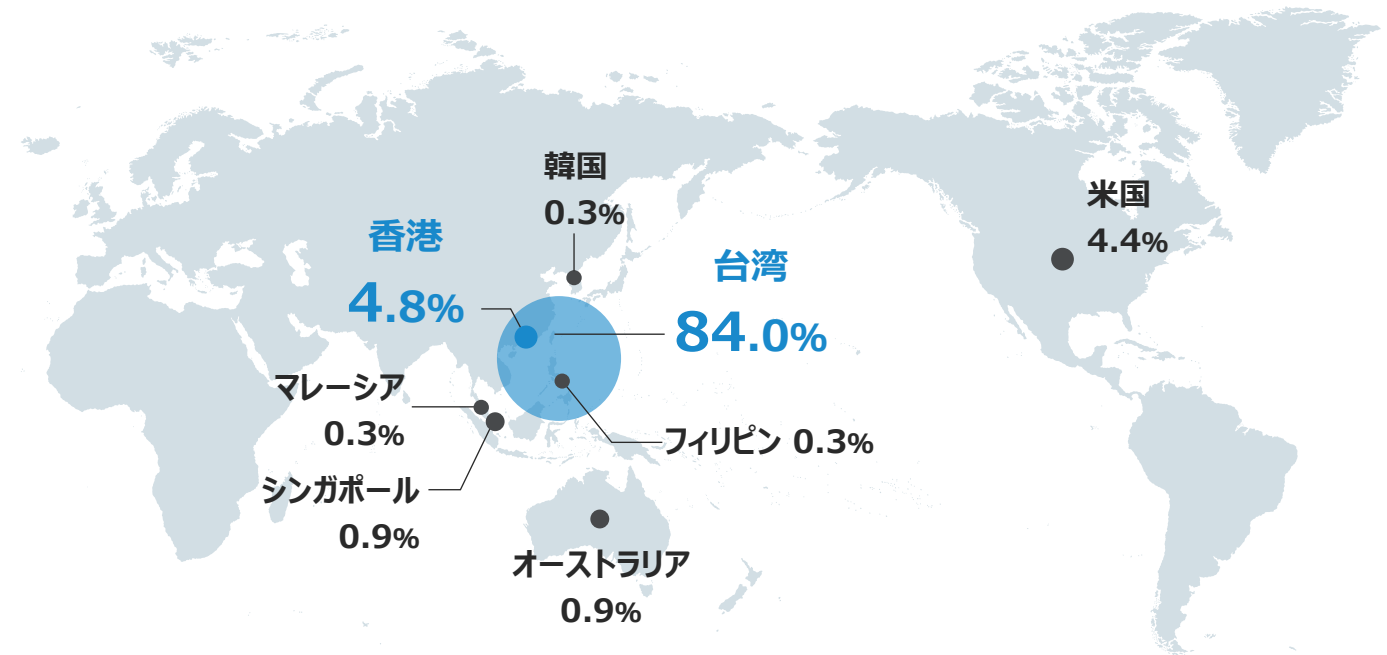 韓国
0.3%
米国
4.4%
香港
4.8%
台湾
84.0%
マレーシア
0.3%
フィリピン 0.3%
シンガポール
0.9%
オーストラリア
0.9%